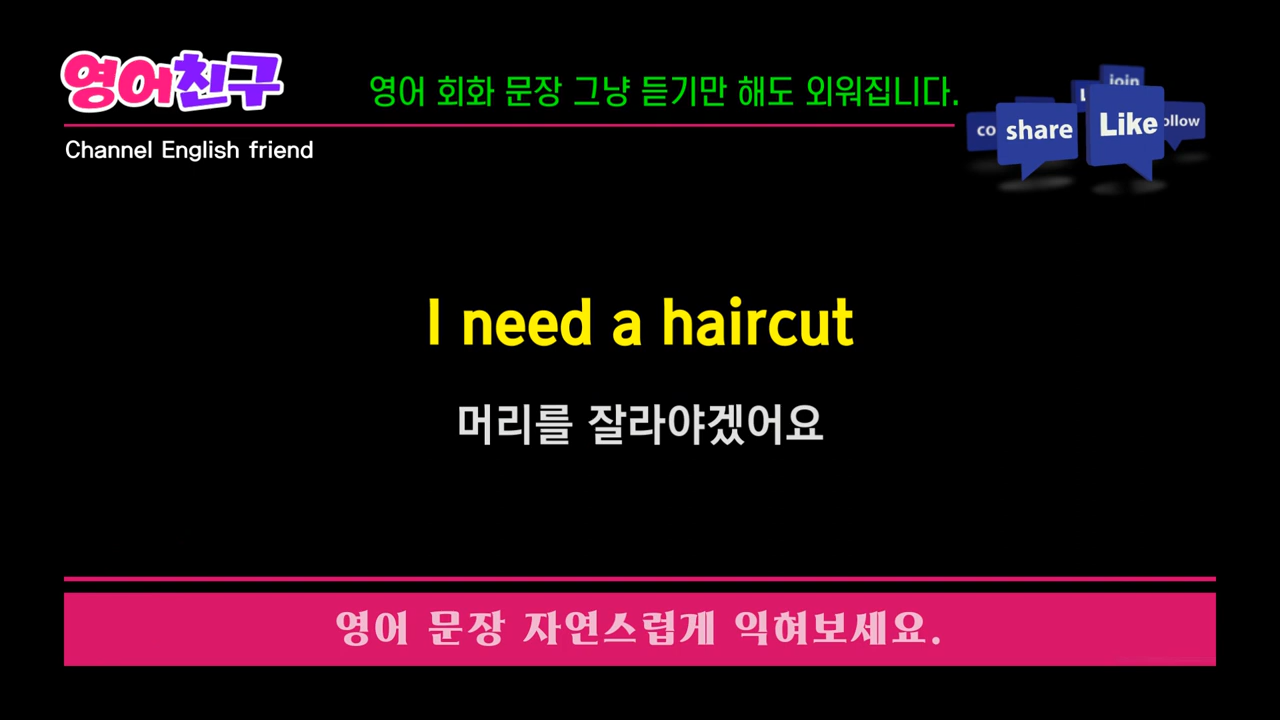 영어친구
영어 회화 문장 그냥 듣기만 해도 외워집니다.
Channel English friend
join
share
Like
I need a haircut
머리를 잘라야겠어요
영어 문장 자연스럽게 익혀보세요.